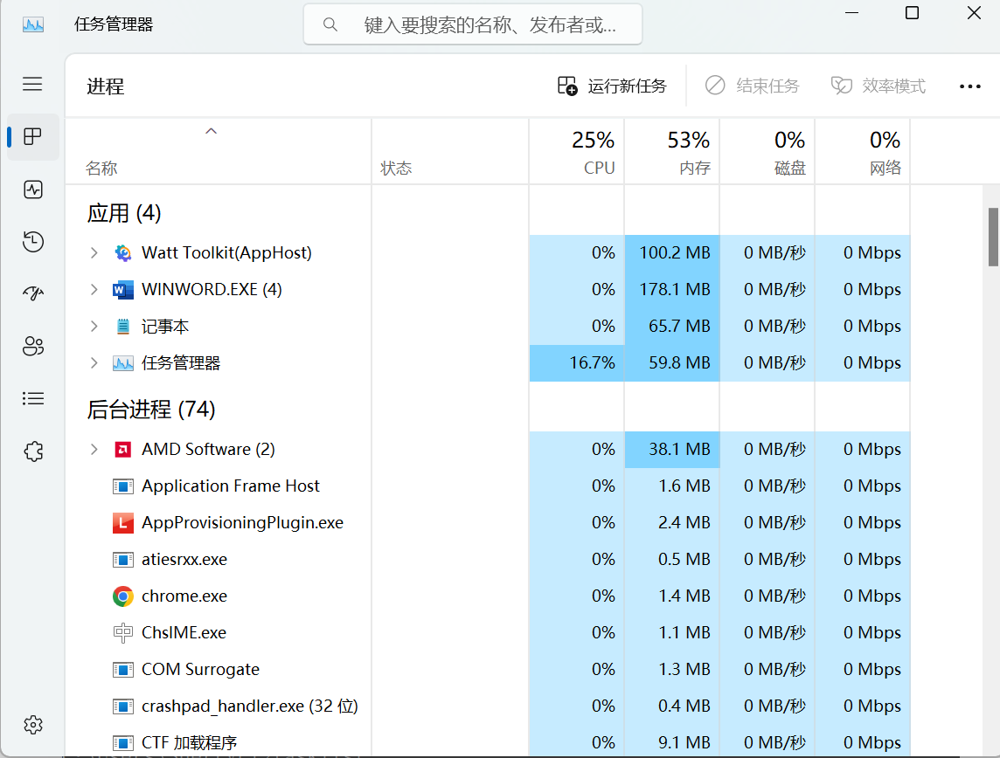 任务管理器
键入要搜索的名称、发布者或...
进程
运行新任务 结束任务 效率模式
25% 53% 0% 0%
名称 状态 CPU 内存 磁盘 网络
应用 (4)
Watt Toolkit(AppHost) 0% 100.2 MB 0 MB/秒 0 Mbps
WINWORD.EXE (4) 0% 178.1 MB 0 MB/秒 0 Mbps
记事本 0% 65.7 MB 0 MB/秒 0 Mbps
任务管理器 16.7% 59.8 MB 0 MB/秒 0 Mbps
后台进程 (74)
AMD Software (2) 0% 38.1 MB 0 MB/秒 0 Mbps
Application Frame Host 0% 1.6 MB 0 MB/秒 0 Mbps
AppProvisioningPlugin.exe 0% 2.4 MB 0 MB/秒 0 Mbps
atiesrxx.exe 0% 0.5 MB 0 MB/秒 0 Mbps
chrome.exe 0% 1.4 MB 0 MB/秒 0 Mbps
ChsIME.exe 0% 1.1 MB 0 MB/秒 0 Mbps
COM Surrogate 0% 1.3 MB 0 MB/秒 0 Mbps
crashpad_handler.exe (32 位) 0% 0.4 MB 0 MB/秒 0 Mbps
CTF 加载程序 0% 9.1 MB 0 MB/秒 0 Mbps